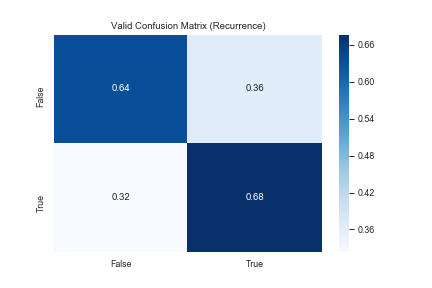 Valid Confusion Matrix (Recurrence)
False
0.64
0.36
True
0.32
0.68
False
True
0.66
0.60
0.54
0.48
0.42
0.36